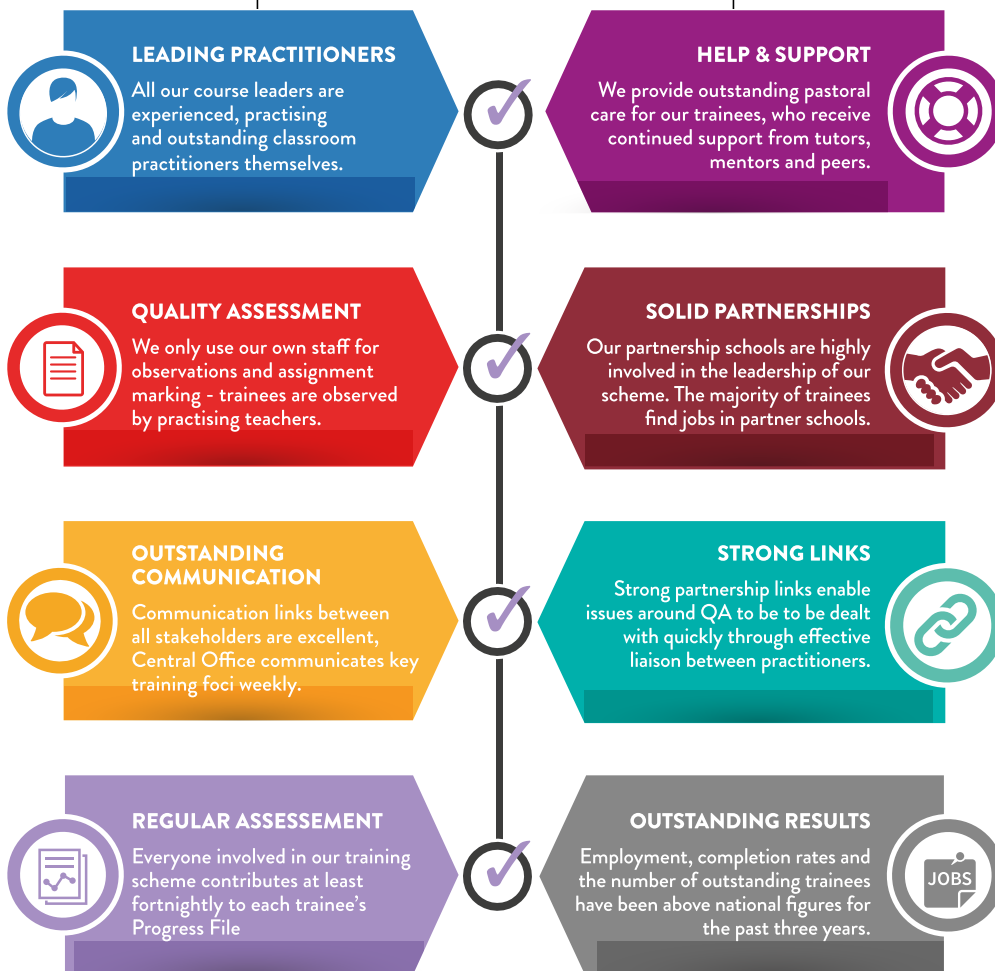 LEADING PRACTITIONERS
All our course leaders are
experienced, practising
and outstanding classroom
practitioners themselves.
HELP & SUPPORT
We provide outstanding pastoral
care for our trainees, who receive
continued support from tutors,
mentors and peers.
QUALITY ASSESSMENT
We only use our own staff for
observations and assignment
marking - trainees are observed
by practising teachers.
SOLID PARTNERSHIPS
Our partnership schools are highly
involved in the leadership of our
scheme. The majority of trainees
find jobs in partner schools.
OUTSTANDING
COMMUNICATION
Communication links between
all stakeholders are excellent,
Central Office communicates key
training foci weekly.
STRONG LINKS
Strong partnership links enable
issues around QA to be to be dealt
with quickly through effective
liaison between practitioners.
REGULAR ASSESSEMENT
Everyone involved in our training
scheme contributes at least
fortnightly to each trainee's
Progress File
OUTSTANDING RESULTS
Employment, completion rates and
the number of outstanding trainees
have been above national figures for
the past three years.
JOBS